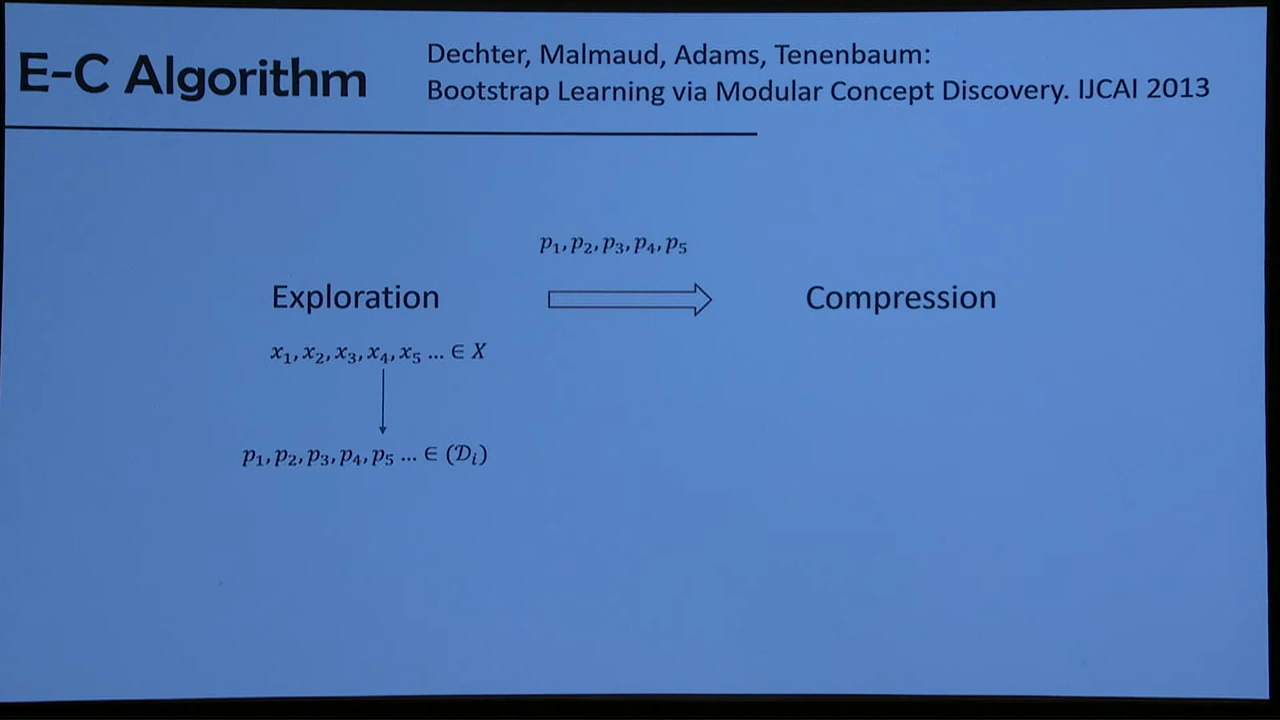 E-C Algorithm
Dechter, Malmaud, Adams, Tenenbaum:
Bootstrap Learning via Modular Concept Discovery. IJCAI 2013
p₁, p₂, p₃, p₄, p₅
Exploration
Compression
x₁, x₂, x₃, x₄, x₅ ... ∈ X
p₁, p₂, p₃, p₄, p₅ ... ∈ (𝒟ᵢ)